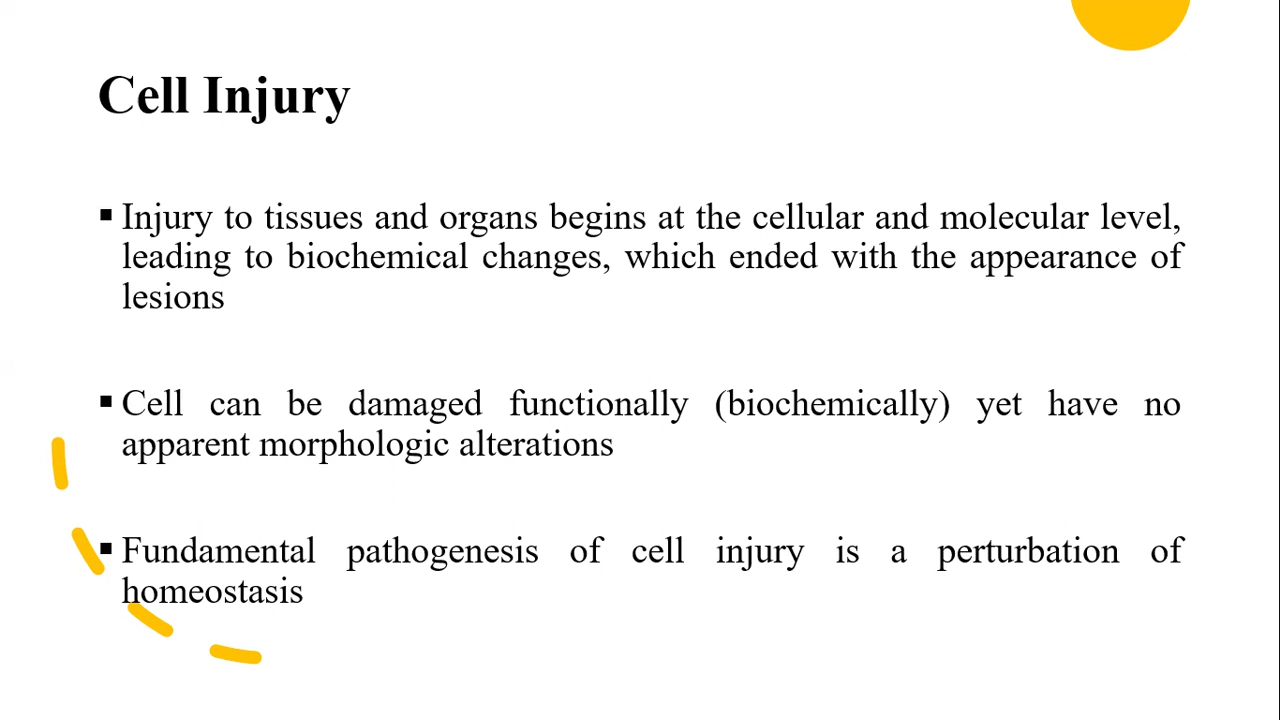 Cell Injury
▪ Injury to tissues and organs begins at the cellular and molecular level,
leading to biochemical changes, which ended with the appearance of
lesions
▪ Cell can be damaged functionally (biochemically) yet have no
apparent morphologic alterations
▪ Fundamental pathogenesis of cell injury is a perturbation of
homeostasis